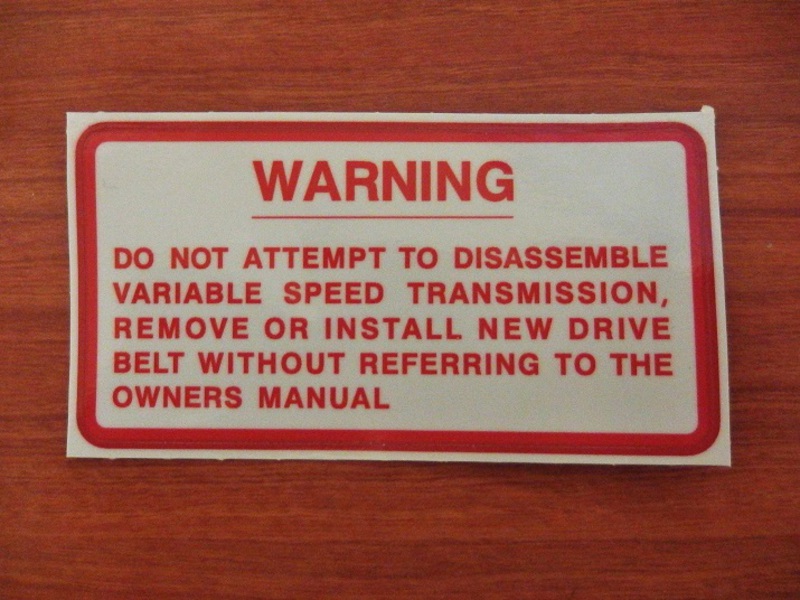 WARNING
DO NOT ATTEMPT TO DISASSEMBLE
VARIABLE SPEED TRANSMISSION,
REMOVE OR INSTALL NEW DRIVE
BELT WITHOUT REFERRING TO THE
OWNERS MANUAL